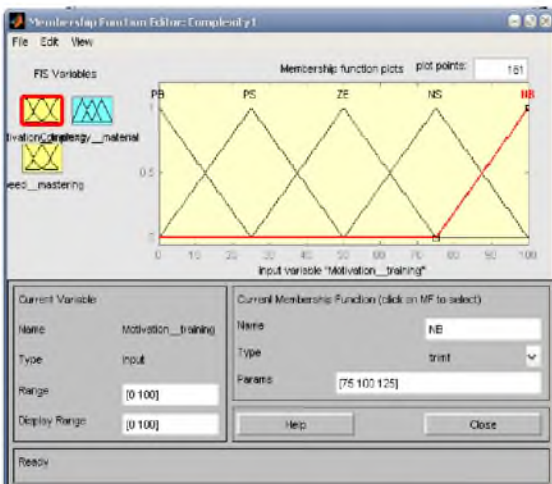 Membership Function Editor: Complexity1
File Edit View
FIS Variables
Membership function plots plot points: 181
PB PS ZE NS NB
1
0.5
0
tivation_
material
eed__mastering
0 10 20 30 40 50 60 70 80 90 100
input variable "Motivation__training"
Current Variable
Name Motivation__training
Type input
Range [0 100]
Display Range [0 100]
Current Membership Function (click on MF to select)
Name NB
Type trimf
Params [75 100 125]
Help Close
Ready